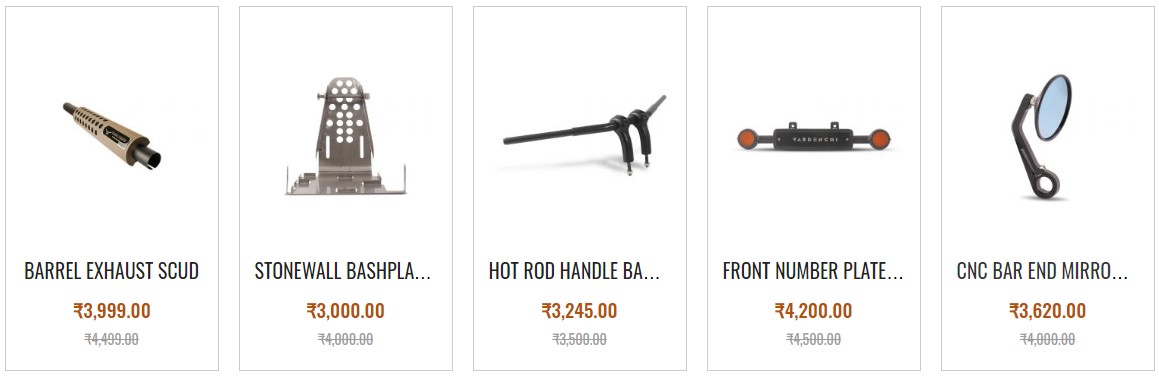 VARDENCHI
BARREL EXHAUST SCUD
₹3,999.00
₹4,499.00
STONEWALL BASHPLA...
₹3,000.00
₹4,000.00
HOT ROD HANDLE BA...
₹3,245.00
₹3,500.00
FRONT NUMBER PLATE...
₹4,200.00
₹4,500.00
CNC BAR END MIRRO...
₹3,620.00
₹4,000.00